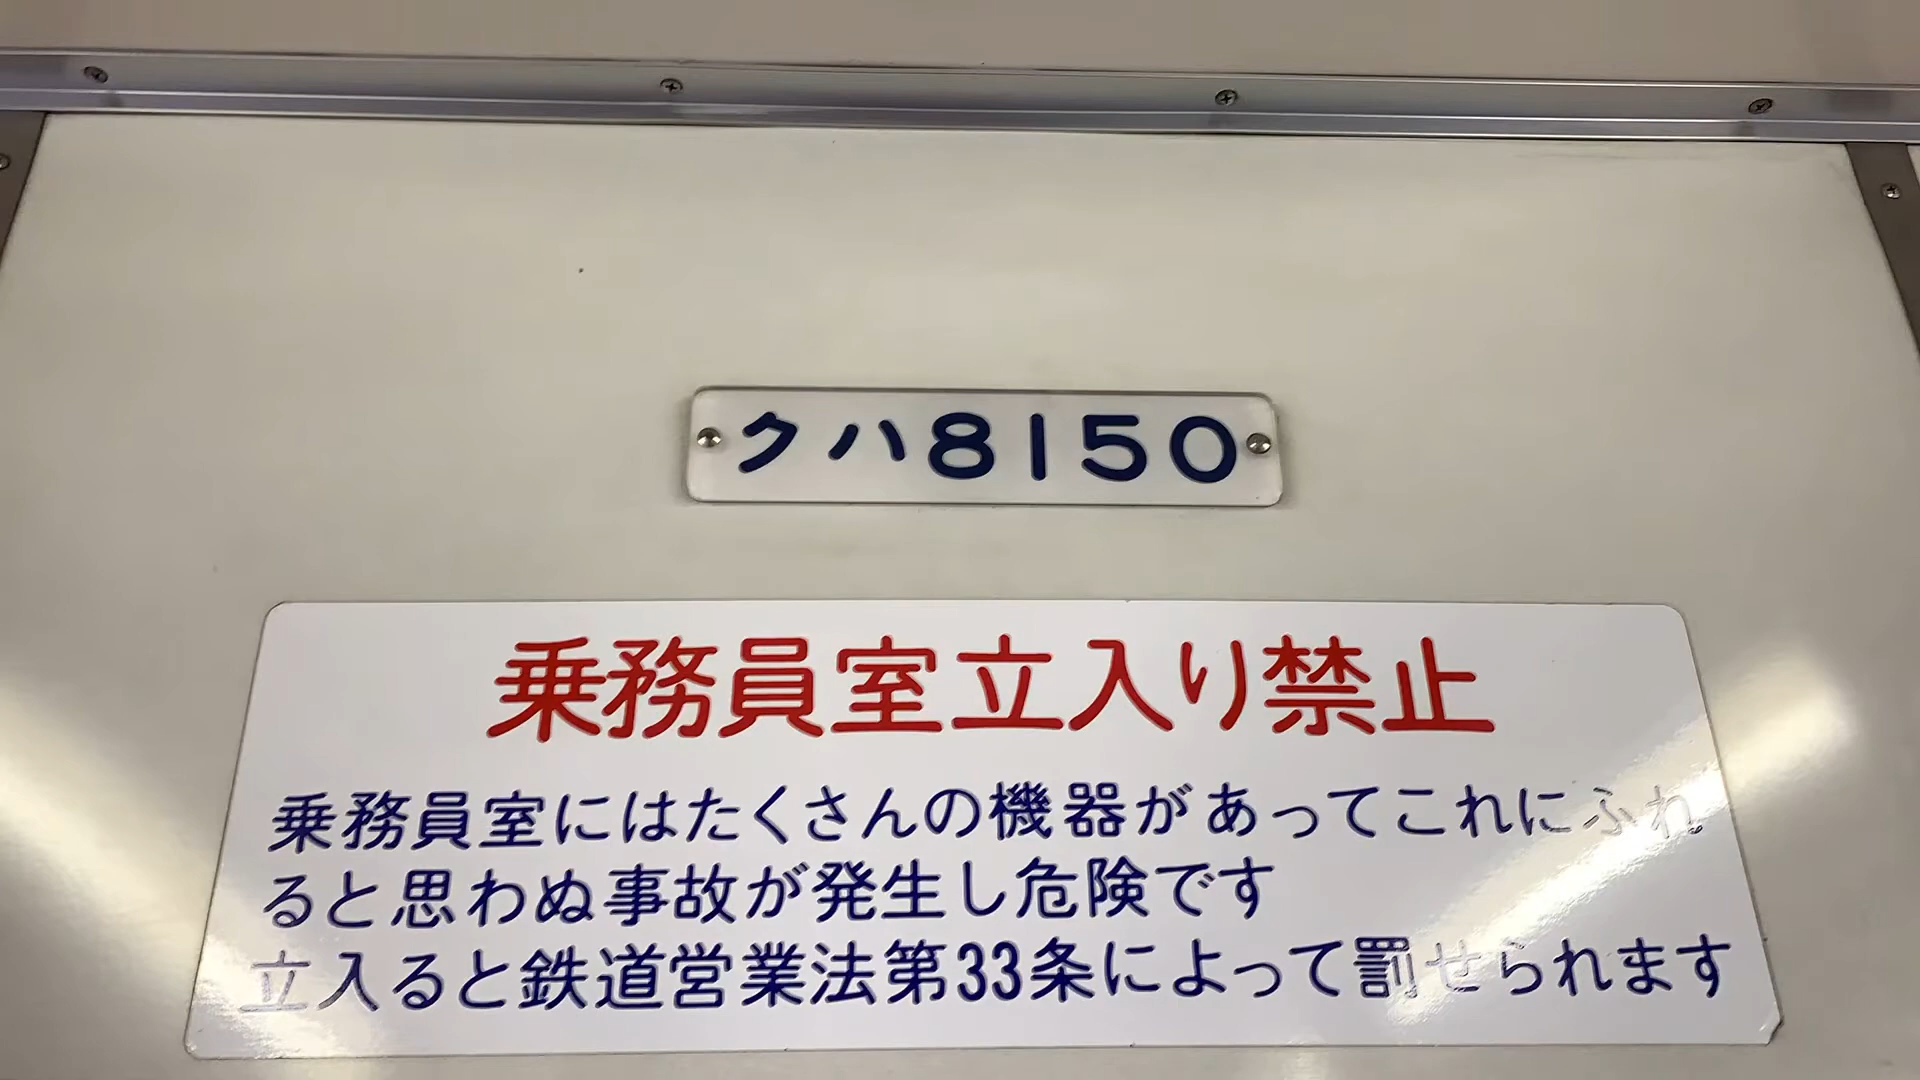 クハ8150
乗務員室立入り禁止
乗務員室にはたくさんの機器があってこれにふれ
ると思わぬ事故が発生し危険です
立入ると鉄道営業法第33条によって罰せられます